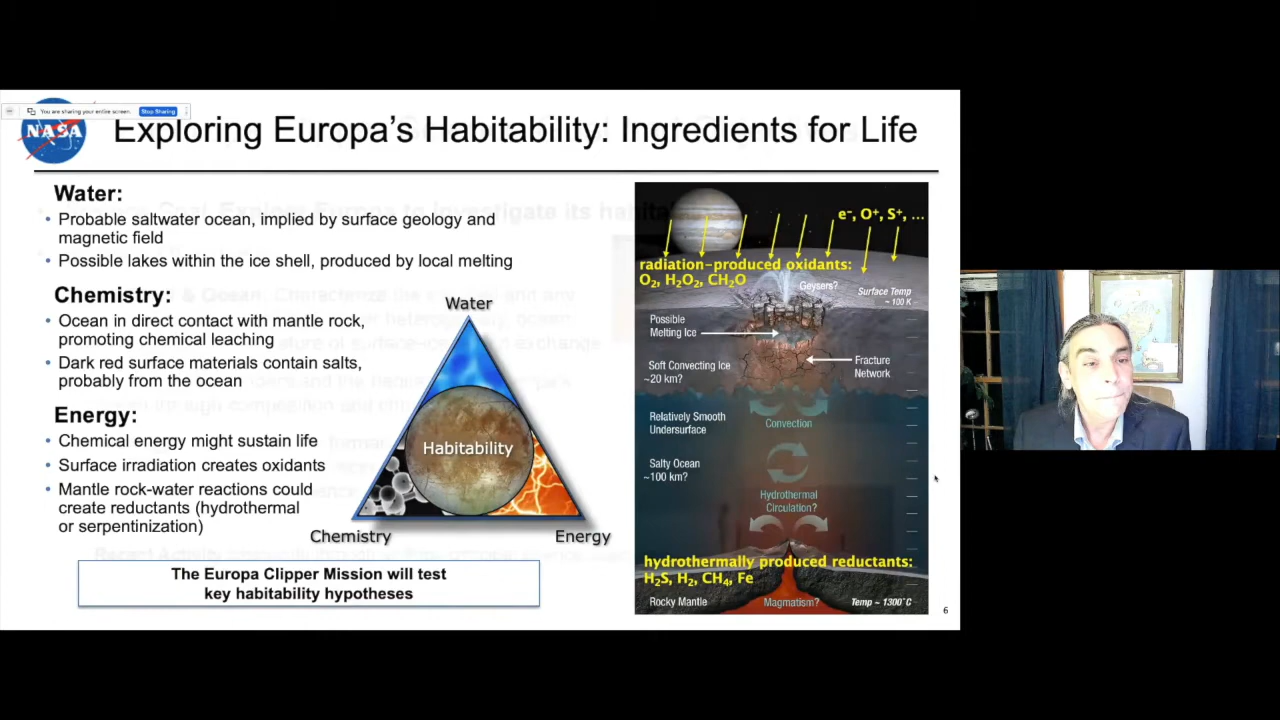 You are sharing your entire screen.
Stop Sharing
NASA
Exploring Europa's Habitability: Ingredients for Life
Water:
• Probable saltwater ocean, implied by surface geology and
magnetic field
• Possible lakes within the ice shell, produced by local melting
Chemistry:
• Ocean in direct contact with mantle rock,
promoting chemical leaching
• Dark red surface materials contain salts,
probably from the ocean
Energy:
• Chemical energy might sustain life
• Surface irradiation creates oxidants
• Mantle rock-water reactions could
create reductants (hydrothermal
or serpentinization)
Water
Habitability
Chemistry
Energy
The Europa Clipper Mission will test
key habitability hypotheses
e⁻, O⁺, S⁺, ...
radiation-produced oxidants:
O₂, H₂O₂, CH₂O
Geysers?
Surface Temp
~ 100 K
Possible
Melting Ice
Soft Convecting Ice
~20 km?
Fracture
Network
Relatively Smooth
Undersurface
Convection
Salty Ocean
~100 km?
Hydrothermal
Circulation?
hydrothermally produced reductants:
H₂S, H₂, CH₄, Fe
Rocky Mantle
Magmatism?
Temp ~ 1300°C
6